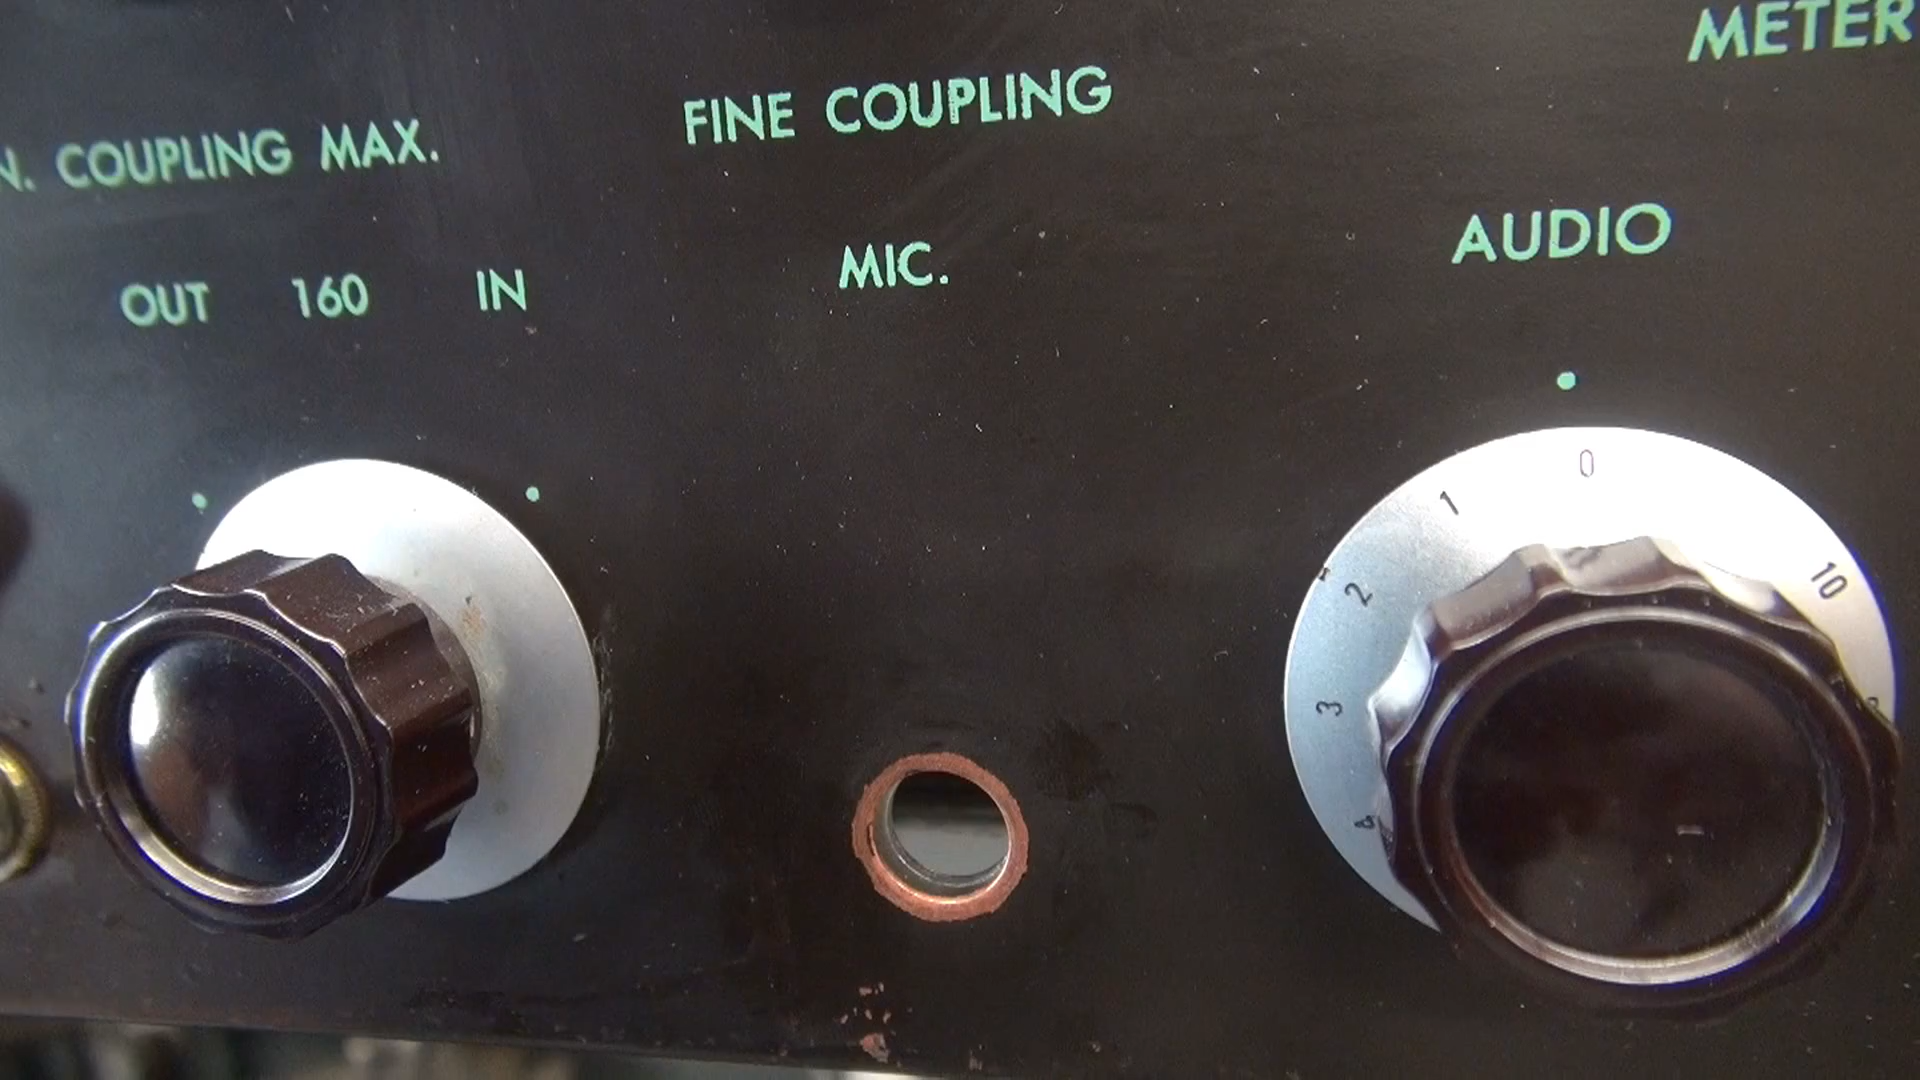 METER
FINE COUPLING
N. COUPLING MAX.
AUDIO
MIC.
OUT 160 IN
0
1
10
2
3
4